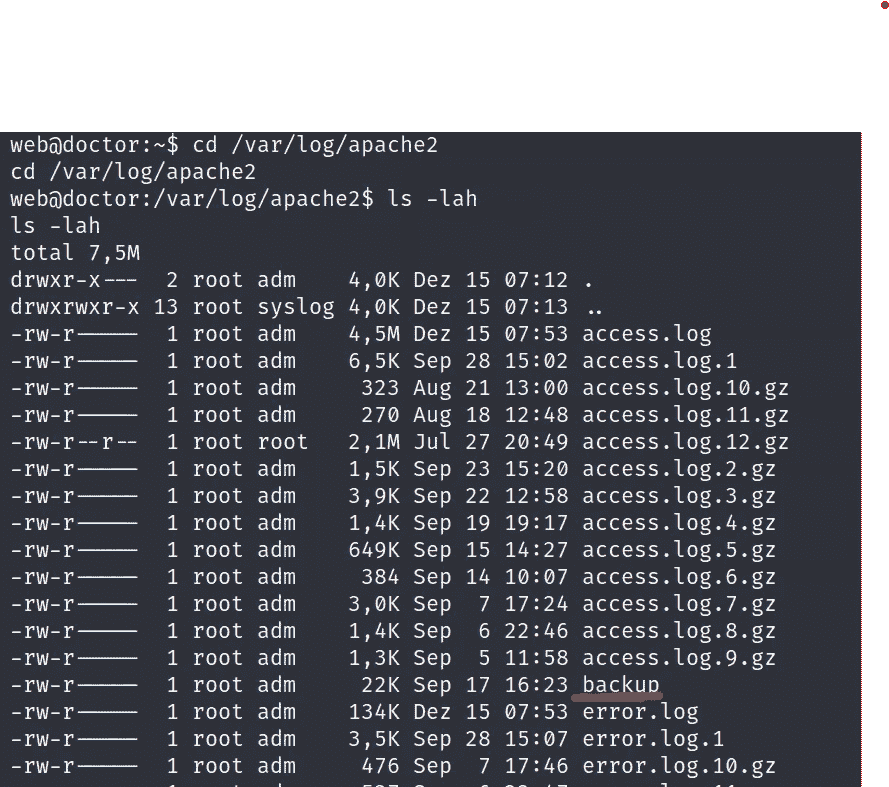 web@doctor:~$ cd /var/log/apache2
cd /var/log/apache2
web@doctor:/var/log/apache2$ ls -lah
ls -lah
total 7,5M
drwxr-x--- 2 root adm 4,0K Dez 15 07:12 .
drwxrwxr-x 13 root syslog 4,0K Dez 15 07:13 ..
-rw-r----- 1 root adm 4,5M Dez 15 07:53 access.log
-rw-r----- 1 root adm 6,5K Sep 28 15:02 access.log.1
-rw-r----- 1 root adm 323 Aug 21 13:00 access.log.10.gz
-rw-r----- 1 root adm 270 Aug 18 12:48 access.log.11.gz
-rw-r--r-- 1 root root 2,1M Jul 27 20:49 access.log.12.gz
-rw-r----- 1 root adm 1,5K Sep 23 15:20 access.log.2.gz
-rw-r----- 1 root adm 3,9K Sep 22 12:58 access.log.3.gz
-rw-r----- 1 root adm 1,4K Sep 19 19:17 access.log.4.gz
-rw-r----- 1 root adm 649K Sep 15 14:27 access.log.5.gz
-rw-r----- 1 root adm 384 Sep 14 10:07 access.log.6.gz
-rw-r----- 1 root adm 3,0K Sep 7 17:24 access.log.7.gz
-rw-r----- 1 root adm 1,4K Sep 6 22:46 access.log.8.gz
-rw-r----- 1 root adm 1,3K Sep 5 11:58 access.log.9.gz
-rw-r----- 1 root adm 22K Sep 17 16:23 backup
-rw-r----- 1 root adm 134K Dez 15 07:53 error.log
-rw-r----- 1 root adm 3,5K Sep 28 15:07 error.log.1
-rw-r----- 1 root adm 476 Sep 7 17:46 error.log.10.gz